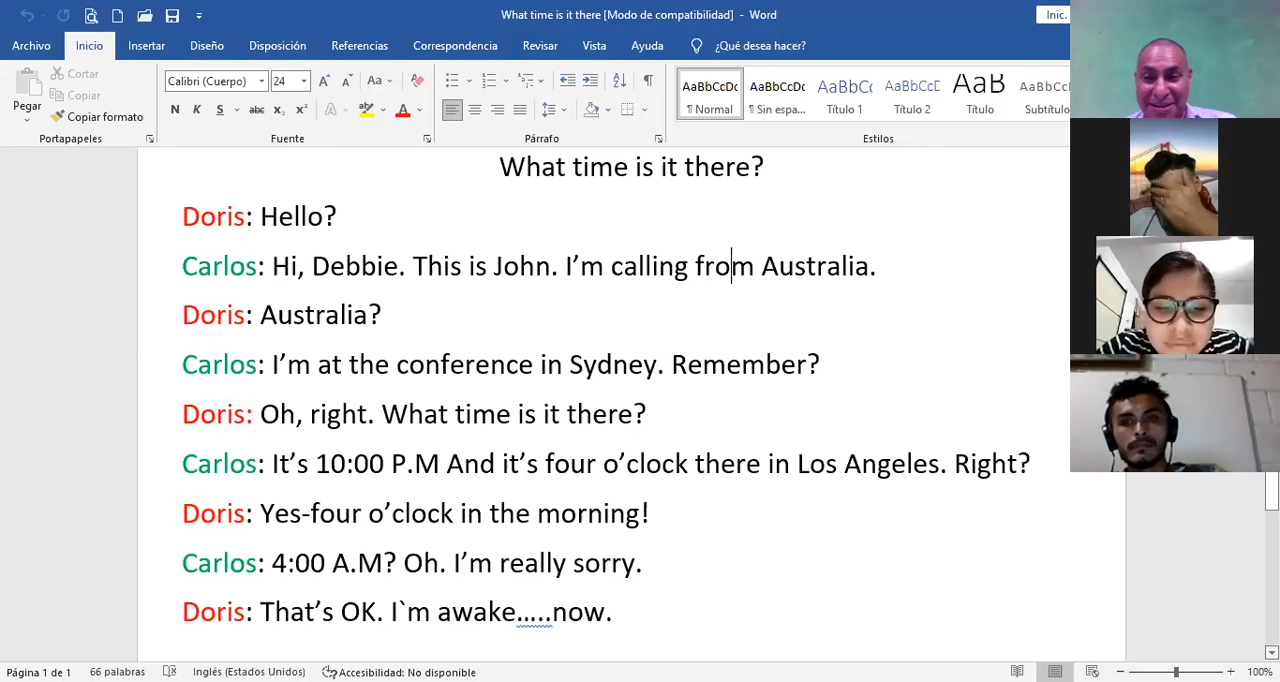 What time is it there [Modo de compatibilidad] - Word
Inic.
Archivo Inicio Insertar Diseño Disposición Referencias Correspondencia Revisar Vista Ayuda ¿Qué desea hacer?
Pegar
Cortar
Copiar
Copiar formato
Portapapeles
Calibri (Cuerpo) 24
N K S abc x₂ x²
Fuente
Párrafo
AaBbCcDc AaBbCcDc AaBbCc AaBbCcD AaB AaBbCc
¶ Normal ¶ Sin espa... Título 1 Título 2 Título Subtítulo
Estilos
What time is it there?
Doris: Hello?
Carlos: Hi, Debbie. This is John. I’m calling from Australia.
Doris: Australia?
Carlos: I’m at the conference in Sydney. Remember?
Doris: Oh, right. What time is it there?
Carlos: It’s 10:00 P.M And it’s four o’clock there in Los Angeles. Right?
Doris: Yes-four o’clock in the morning!
Carlos: 4:00 A.M? Oh. I’m really sorry.
Doris: That’s OK. I`m awake…..now.
Página 1 de 1 66 palabras Inglés (Estados Unidos) Accesibilidad: No disponible 100%